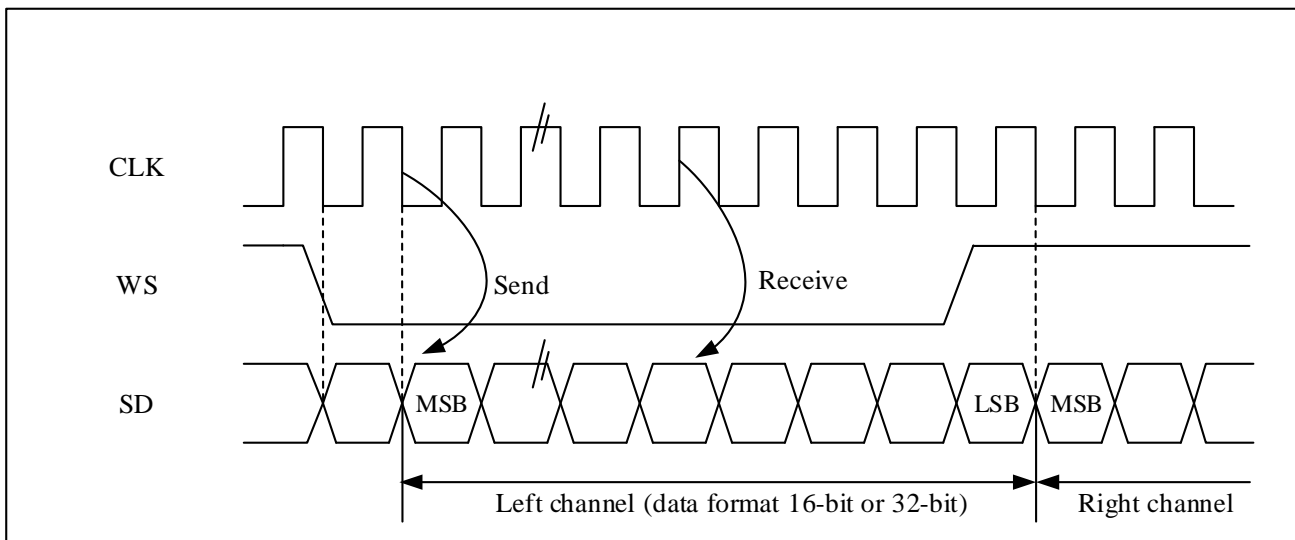 CLK
WS
Send
Receive
SD
MSB
LSB
MSB
Left channel (data format 16-bit or 32-bit)
Right channel